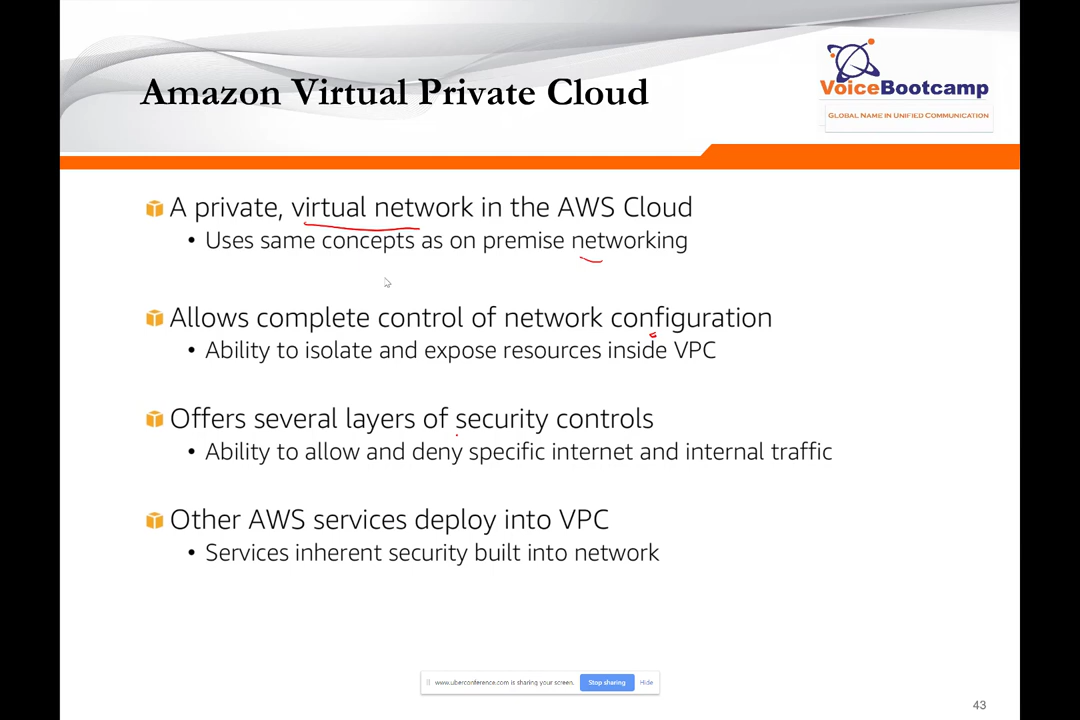 Amazon Virtual Private Cloud
VoiceBootcamp
GLOBAL NAME IN UNIFIED COMMUNICATION
A private, virtual network in the AWS Cloud
• Uses same concepts as on premise networking
Allows complete control of network configuration
• Ability to isolate and expose resources inside VPC
Offers several layers of security controls
• Ability to allow and deny specific internet and internal traffic
Other AWS services deploy into VPC
• Services inherent security built into network
www.uberconference.com is sharing your screen. Stop sharing Hide
43